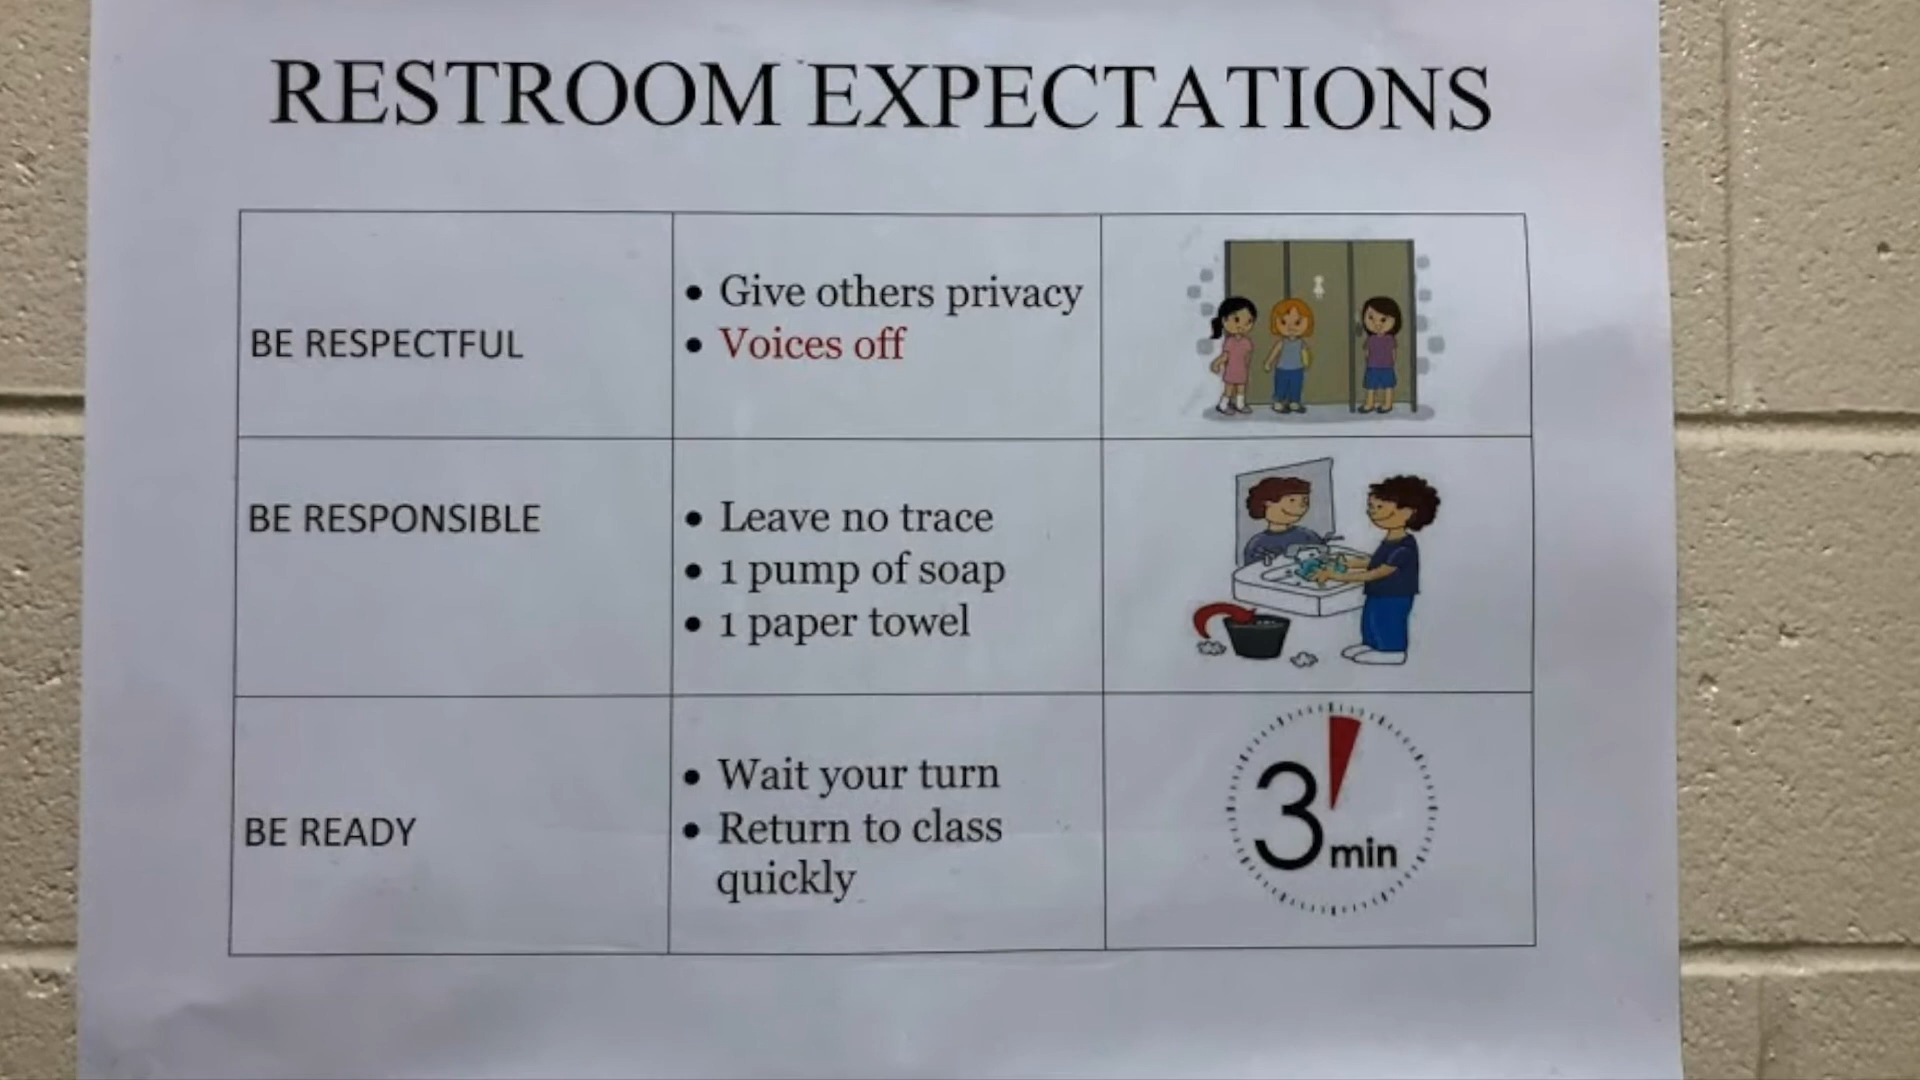 RESTROOM EXPECTATIONS
BE RESPECTFUL
• Give others privacy
• Voices off
BE RESPONSIBLE
• Leave no trace
• 1 pump of soap
• 1 paper towel
BE READY
• Wait your turn
• Return to class
quickly
3 min